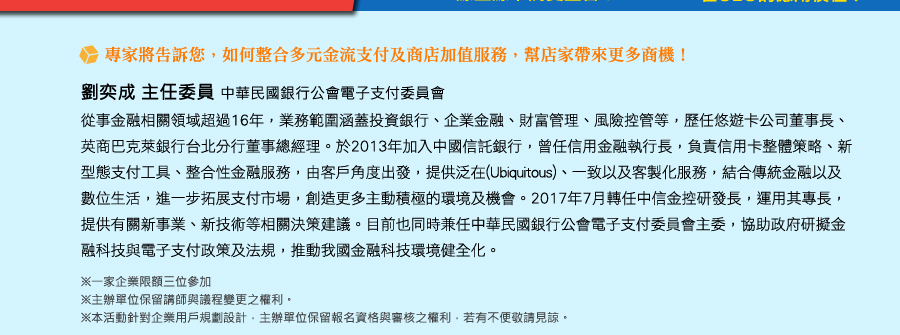 專家將告訴您，如何整合多元金流支付及商店加值服務，幫店家帶來更多商機！
劉奕成 主任委員 中華民國銀行公會電子支付委員會
從事金融相關領域超過16年，業務範圍涵蓋投資銀行、企業金融、財富管理、風險控管等，歷任悠遊卡公司董事長、
英商巴克萊銀行台北分行董事總經理。於2013年加入中國信託銀行，曾任信用金融執行長，負責信用卡整體策略、新
型態支付工具、整合性金融服務，由客戶角度出發，提供泛在(Ubiquitous)、一致以及客製化服務，結合傳統金融以及
數位生活，進一步拓展支付市場，創造更多主動積極的環境及機會。2017年7月轉任中信金控研發長，運用其專長，
提供有關新事業、新技術等相關決策建議。目前也同時兼任中華民國銀行公會電子支付委員會主委，協助政府研擬金
融科技與電子支付政策及法規，推動我國金融科技環境健全化。
※一家企業限額三位參加
※主辦單位保留講師與議程變更之權利。
※本活動針對企業用戶規劃設計，主辦單位保留報名資格與審核之權利，若有不便敬請見諒。